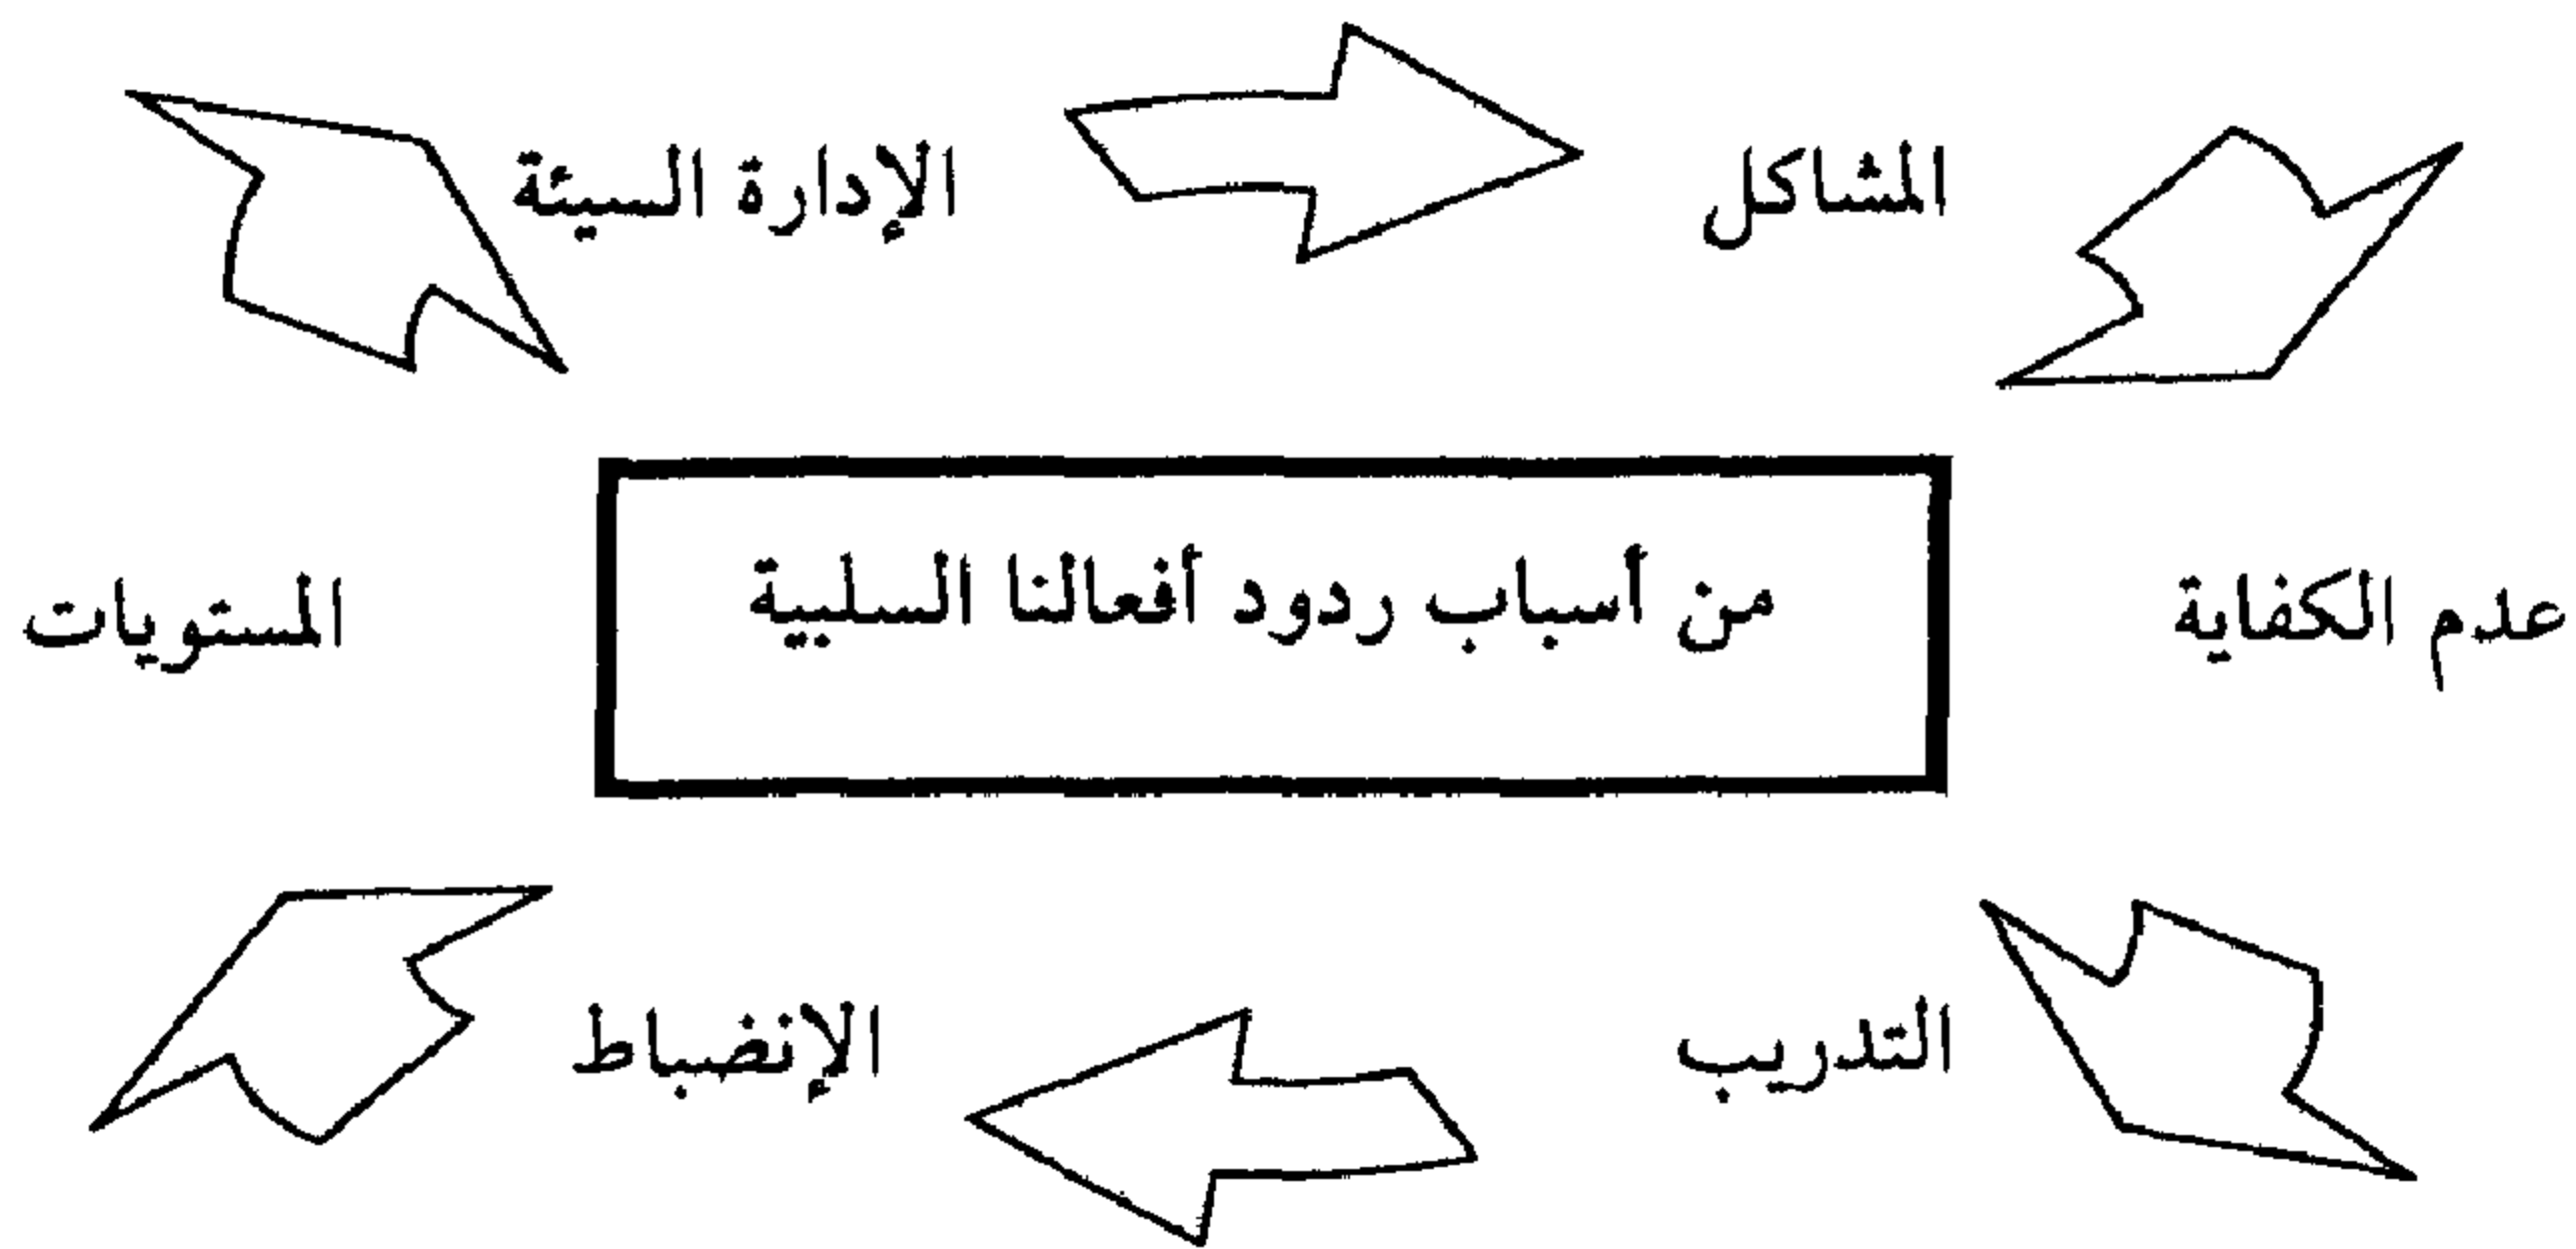 المشاكل
الإدارة السيئة
عدم الكفاية
من أسباب ردود أفعالنا السلبية
المستويات
التدريب
الإنضباط